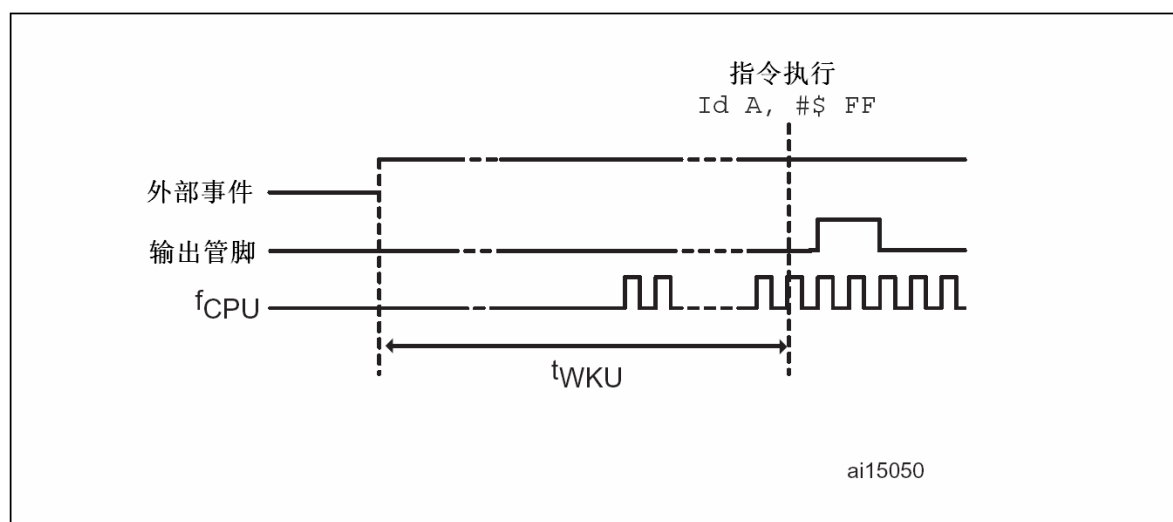 指令执行
Id A, #$ FF
外部事件
输出管脚
fCPU
tWKU
ai15050